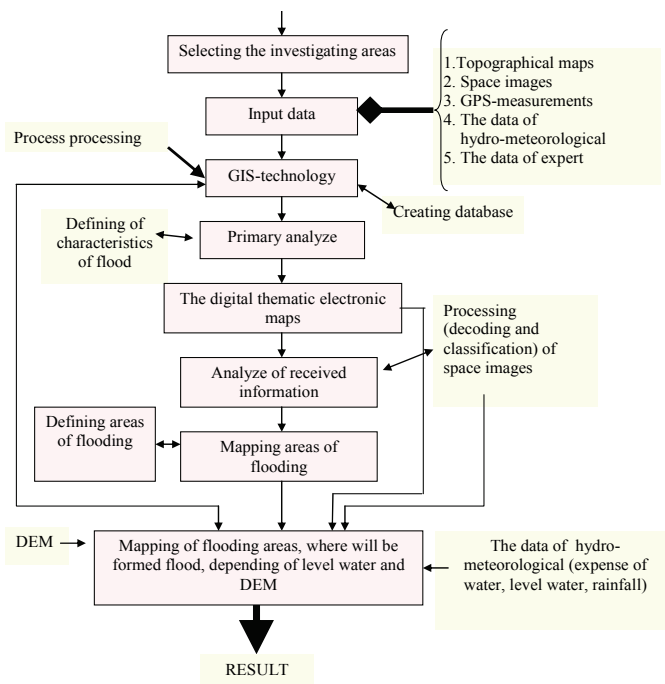 Selecting the investigating areas
1.Topographical maps
2. Space images
3. GPS-measurements
4. The data of
hydro-meteorological
5. The data of expert
Input data
Process processing
GIS-technology
Creating database
Defining of
characteristics
of flood
Primary analyze
The digital thematic electronic
maps
Processing
(decoding and
classification) of
space images
Analyze of received
information
Defining areas
of flooding
Mapping areas of
flooding
DEM
Mapping of flooding areas, where will be
formed flood, depending of level water and
DEM
The data of hydro-
meteorological (expense of
water, level water, rainfall)
RESULT